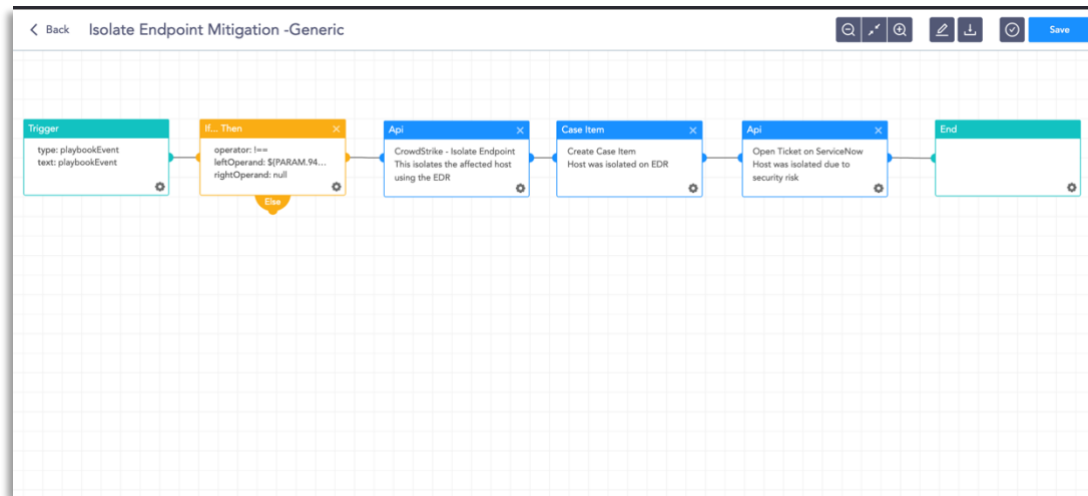 Back
Isolate Endpoint Mitigation -Generic
Save
Trigger
type: playbookEvent
text: playbookEvent
If... Then
operator: !==
leftOperand: ${PARAM.94...
rightOperand: null
Else
Api
CrowdStrike - Isolate Endpoint
This isolates the affected host
using the EDR
Case Item
Create Case Item
Host was isolated on EDR
Api
Open Ticket on ServiceNow
Host was isolated due to
security risk
End